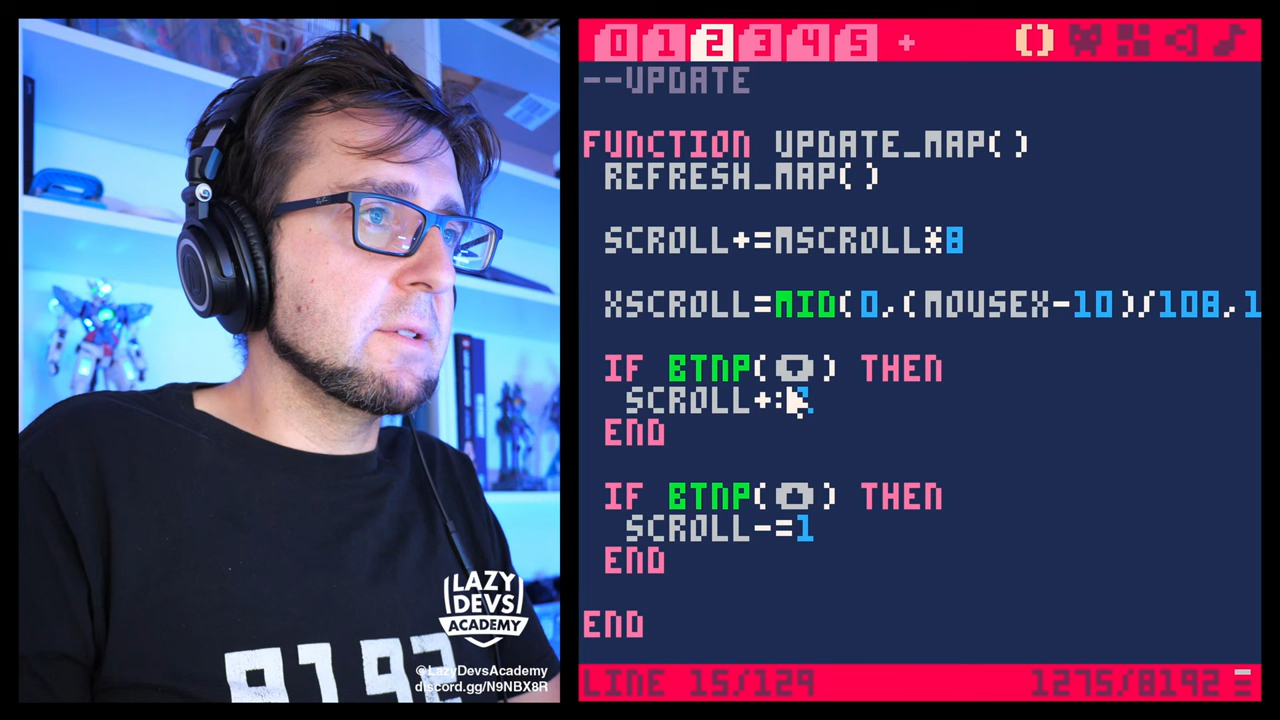 0 1 2 3 4 5 +
--UPDATE
FUNCTION UPDATE_MAP()
REFRESH_MAP()
SCROLL+=MSCROLL*8
XSCROLL=MID(0,(MOUSEX-10)/108,1
IF BTNP(⬇️) THEN
SCROLL+
END
IF BTNP(⬆️) THEN
SCROLL-=1
END
END
LINE 15/129 1275/8192
LAZY
DEVS
ACADEMY
@LazyDevsAcademy
discord.gg/N9NBX8R
8192